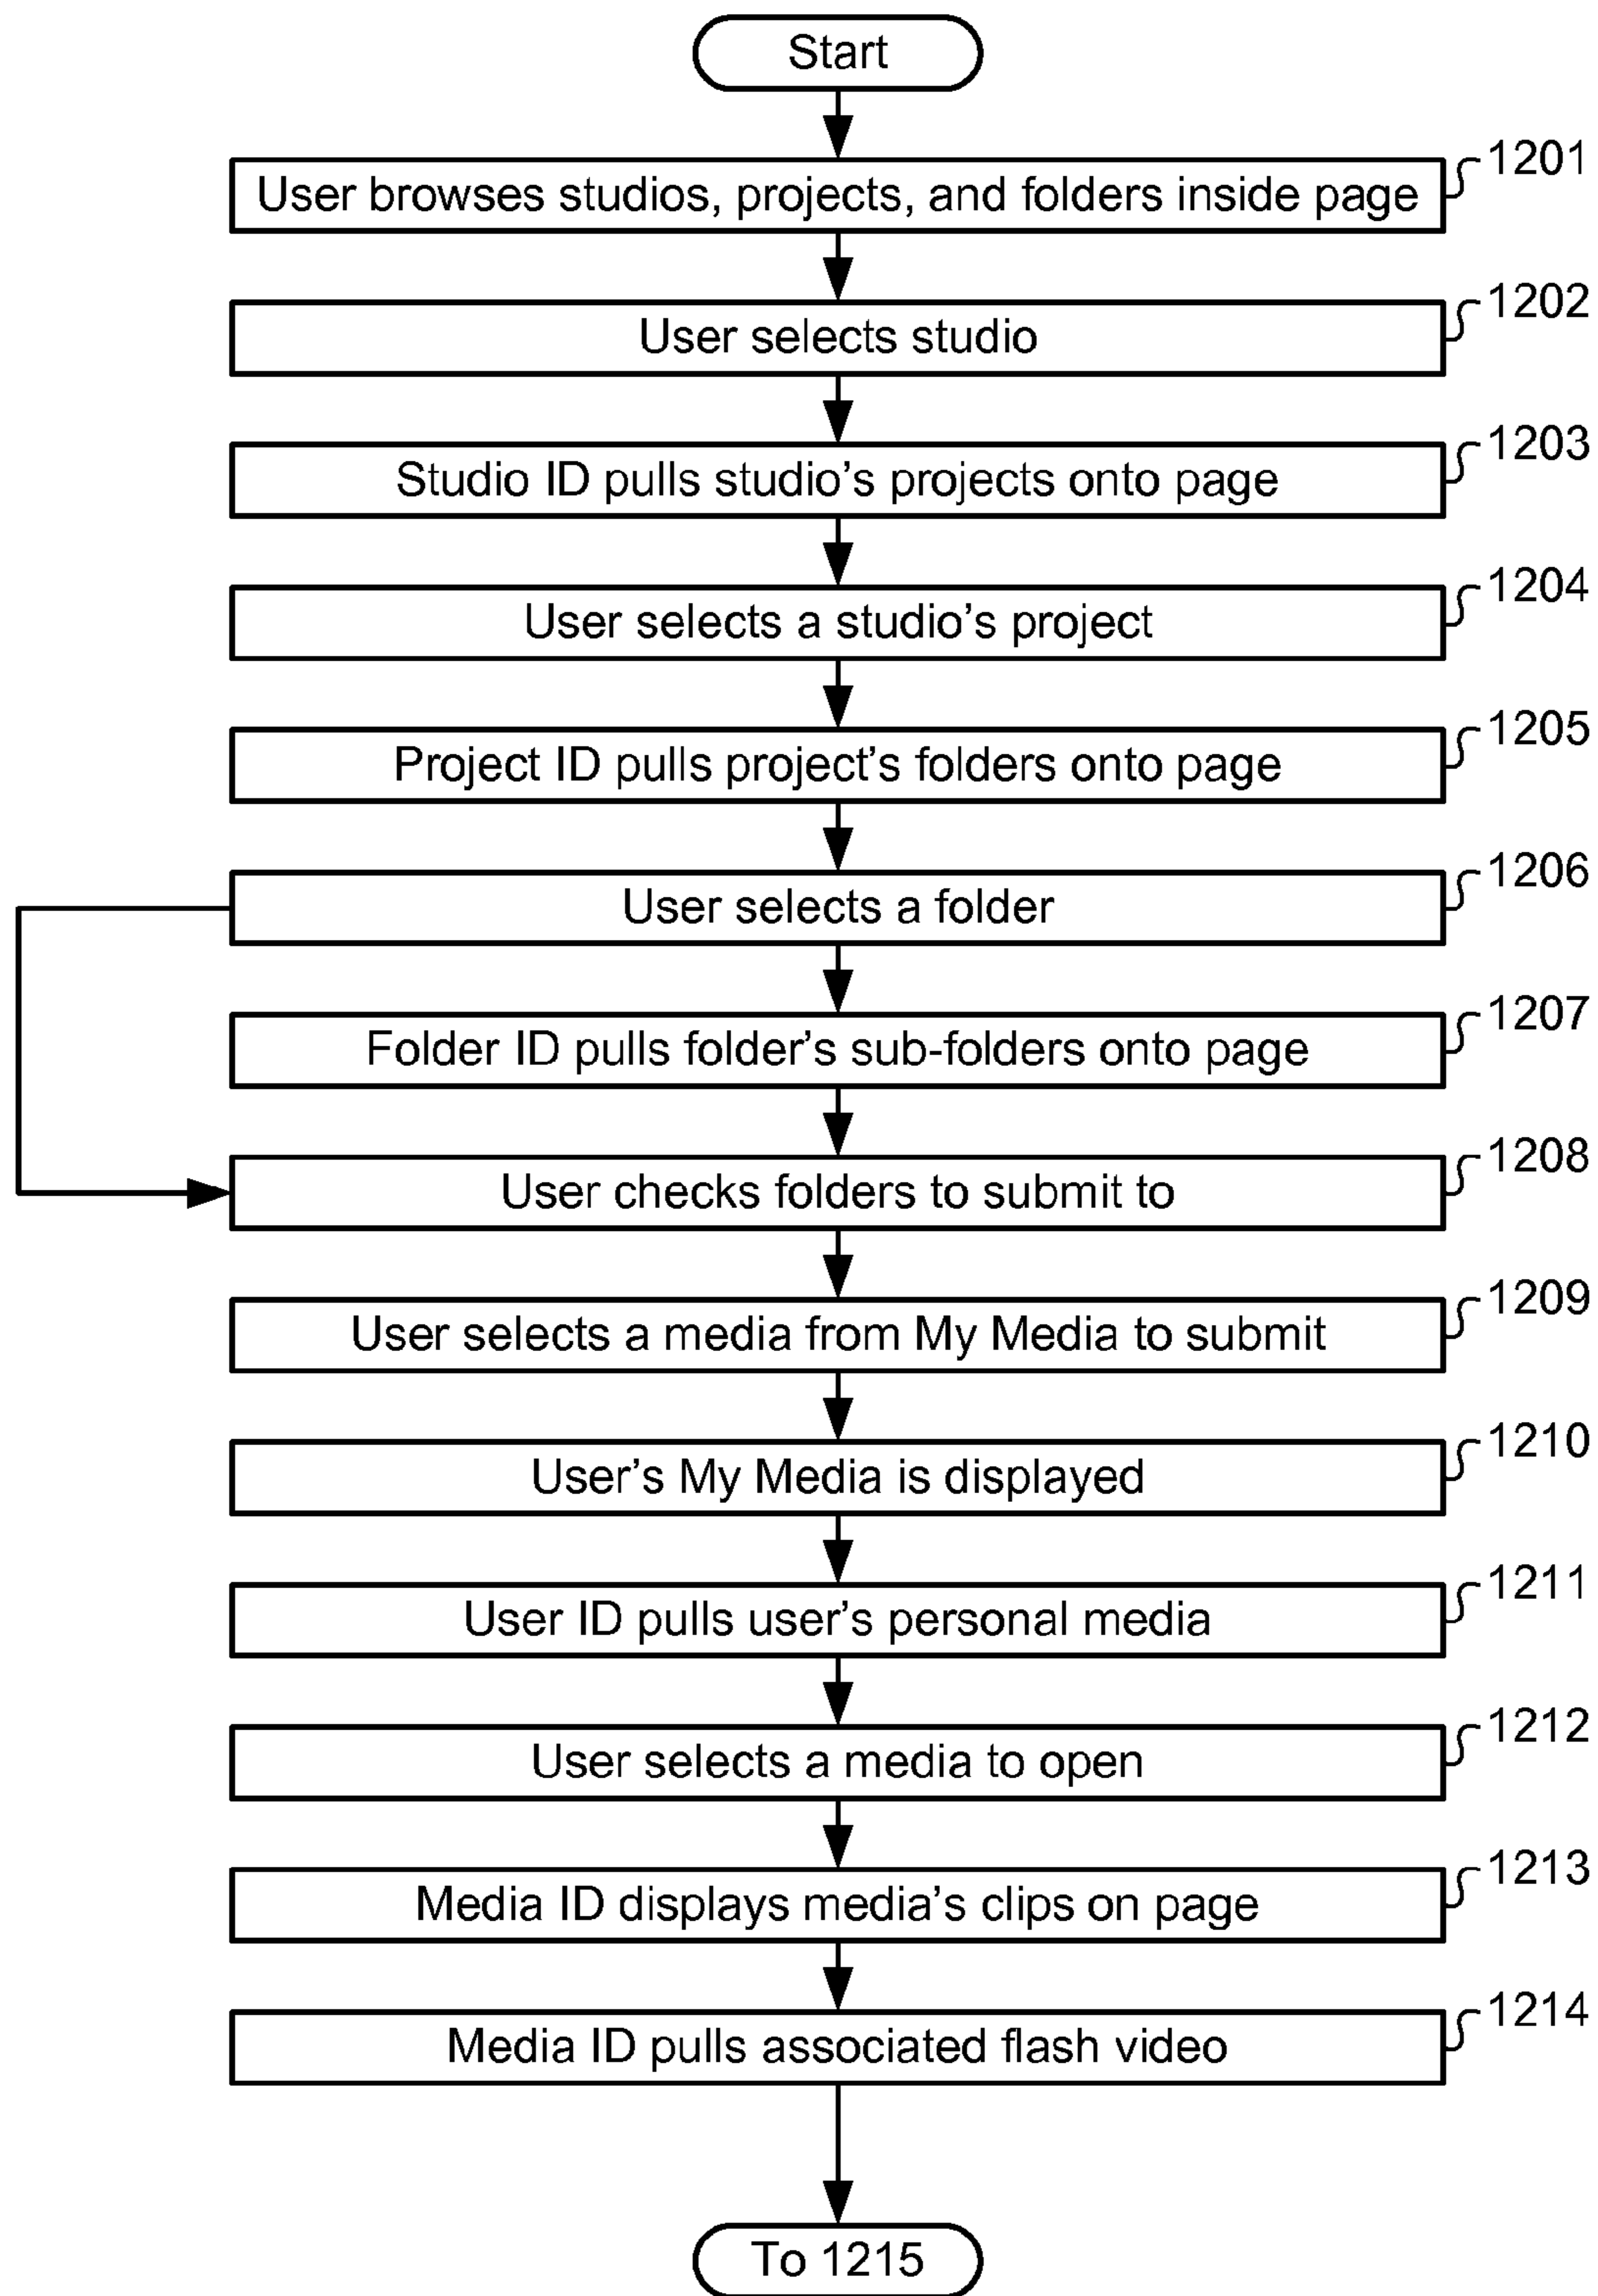 Start
1201
User browses studios, projects, and folders inside page
1202
User selects studio
1203
Studio ID pulls studio’s projects onto page
1204
User selects a studio’s project
1205
Project ID pulls project’s folders onto page
1206
User selects a folder
1207
Folder ID pulls folder’s sub-folders onto page
1208
User checks folders to submit to
1209
User selects a media from My Media to submit
1210
User’s My Media is displayed
1211
User ID pulls user’s personal media
1212
User selects a media to open
1213
Media ID displays media’s clips on page
1214
Media ID pulls associated flash video
To 1215